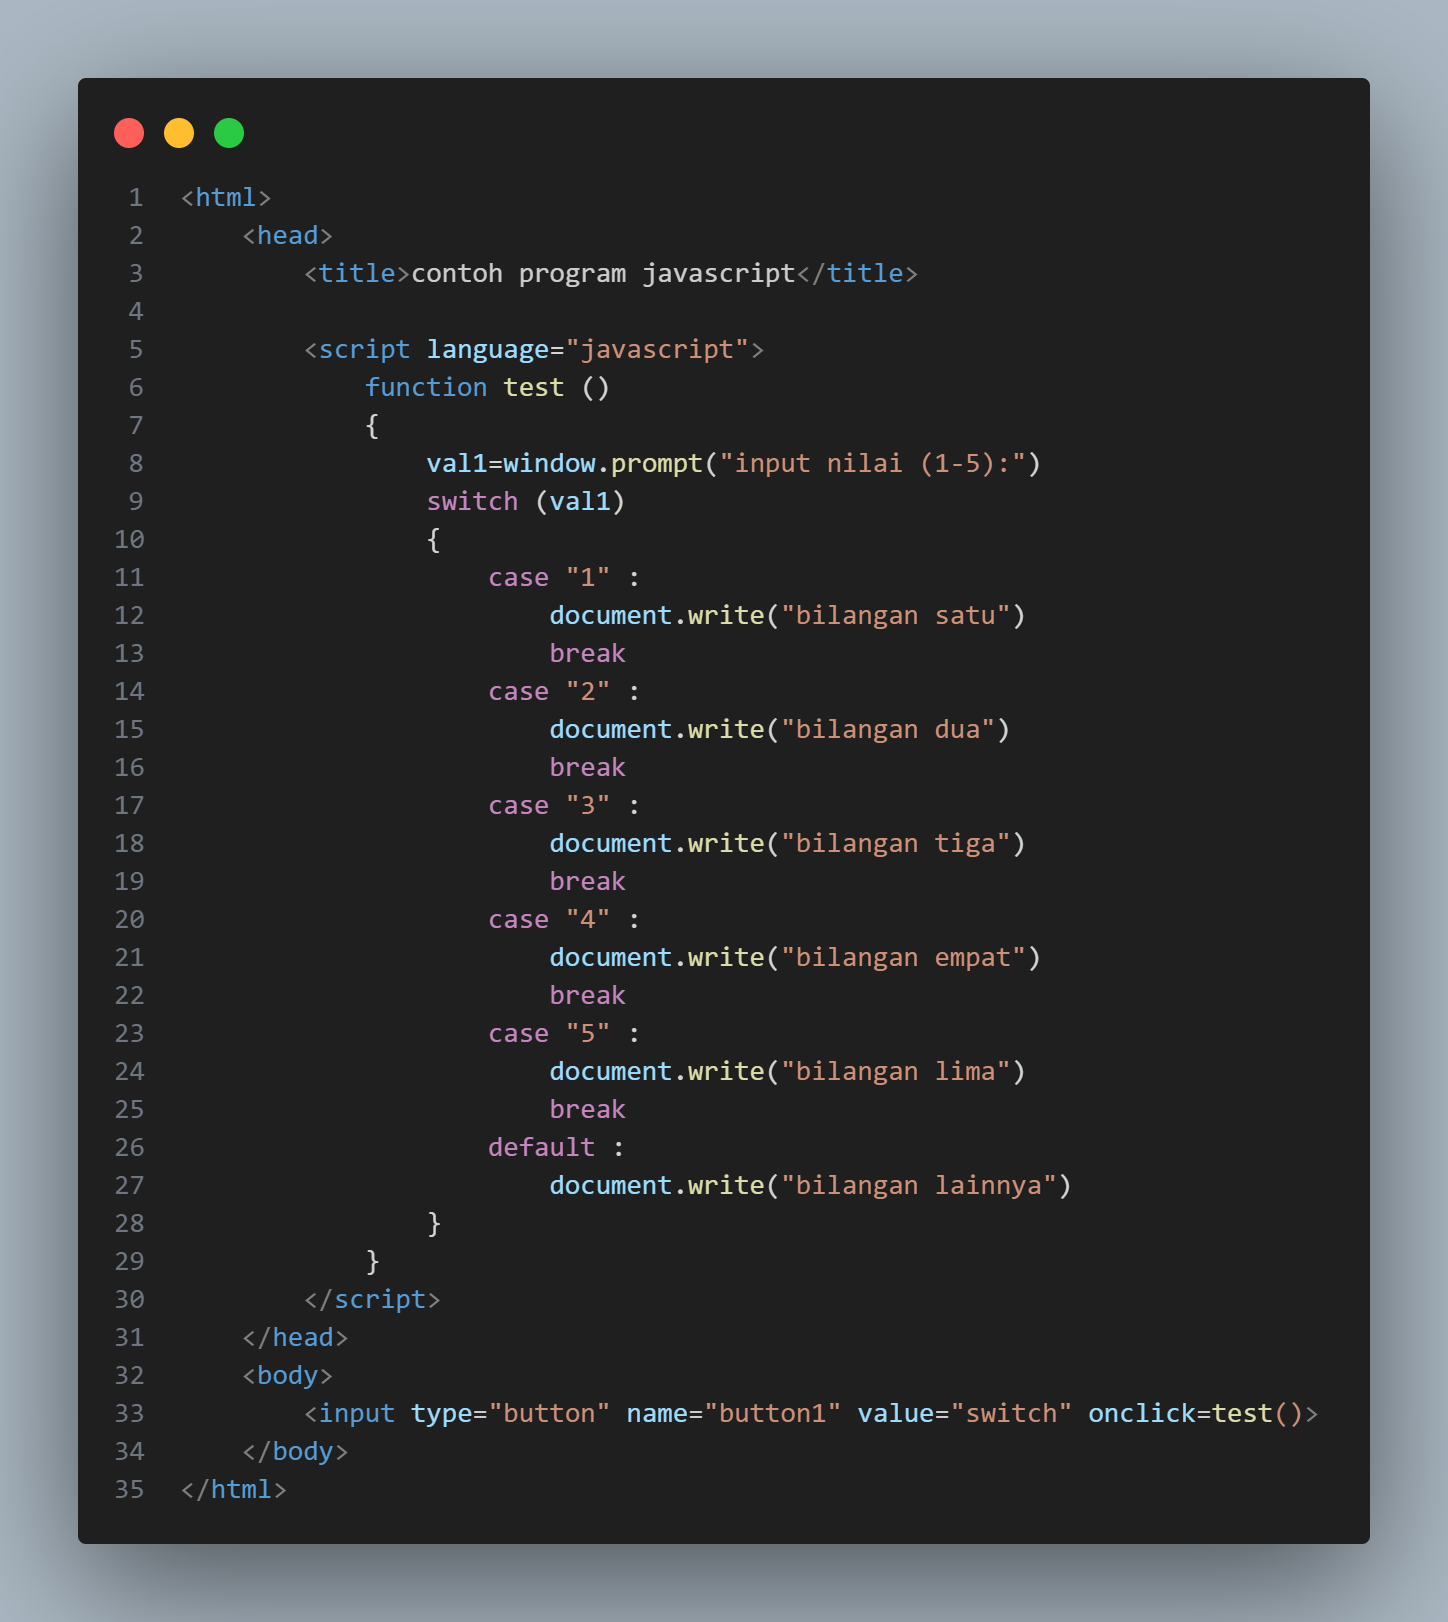 1 <html>
2     <head>
3         <title>contoh program javascript</title>
4
5         <script language="javascript">
6             function test ()
7             {
8                 val1=window.prompt("input nilai (1-5):")
9                 switch (val1)
10                 {
11                     case "1" :
12                         document.write("bilangan satu")
13                         break
14                     case "2" :
15                         document.write("bilangan dua")
16                         break
17                     case "3" :
18                         document.write("bilangan tiga")
19                         break
20                     case "4" :
21                         document.write("bilangan empat")
22                         break
23                     case "5" :
24                         document.write("bilangan lima")
25                         break
26                     default :
27                         document.write("bilangan lainnya")
28                 }
29             }
30         </script>
31     </head>
32     <body>
33         <input type="button" name="button1" value="switch" onclick=test()>
34     </body>
35 </html>